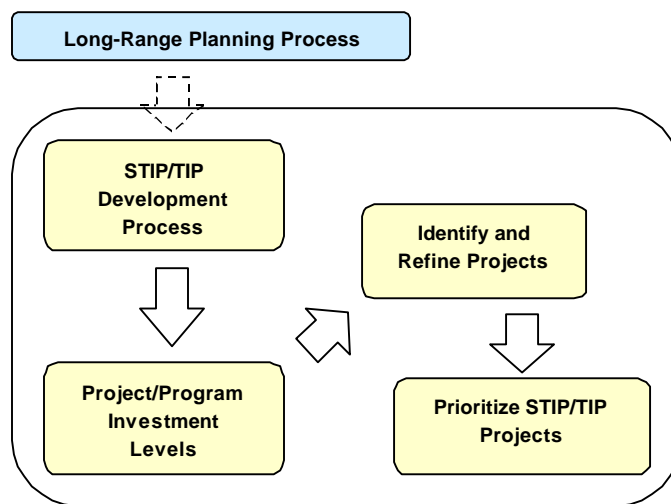 Long-Range Planning Process
STIP/TIP
Development
Process
Project/Program
Investment
Levels
Identify and
Refine Projects
Prioritize STIP/TIP
Projects